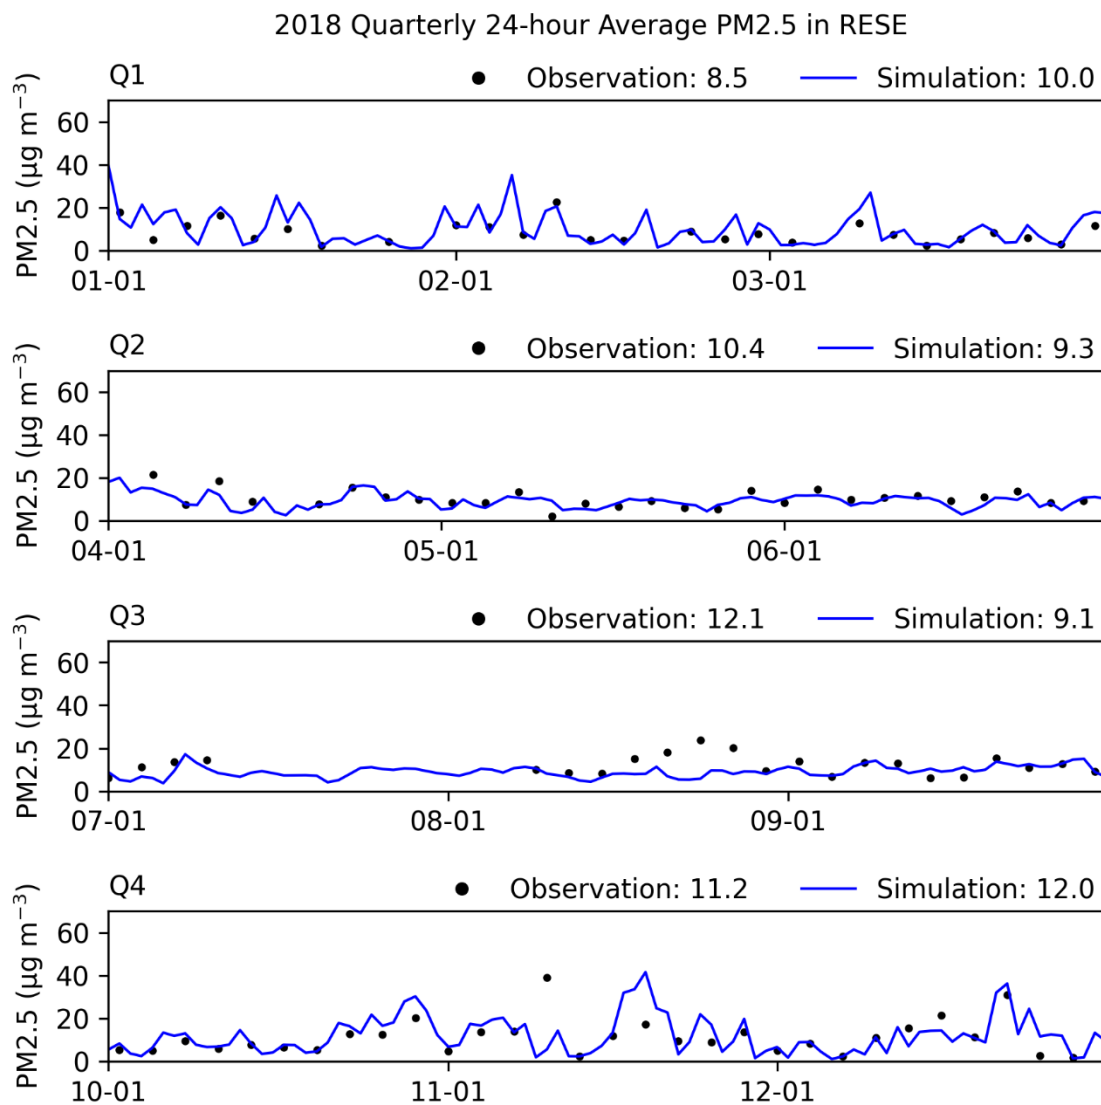 2018 Quarterly 24-hour Average PM2.5 in RESE
Q1 Observation: 8.5 Simulation: 10.0
PM2.5 (µg m⁻³)
60
40
20
0
01-01 02-01 03-01
Q2 Observation: 10.4 Simulation: 9.3
PM2.5 (µg m⁻³)
60
40
20
0
04-01 05-01 06-01
Q3 Observation: 12.1 Simulation: 9.1
PM2.5 (µg m⁻³)
60
40
20
0
07-01 08-01 09-01
Q4 Observation: 11.2 Simulation: 12.0
PM2.5 (µg m⁻³)
60
40
20
0
10-01 11-01 12-01